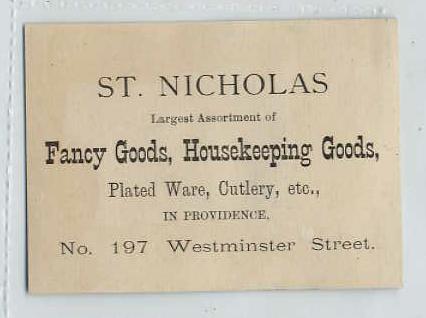 ST. NICHOLAS
Largest Assortment of
Fancy Goods, Housekeeping Goods,
Plated Ware, Cutlery, etc.,
IN PROVIDENCE.
No. 197 Westminster Street.